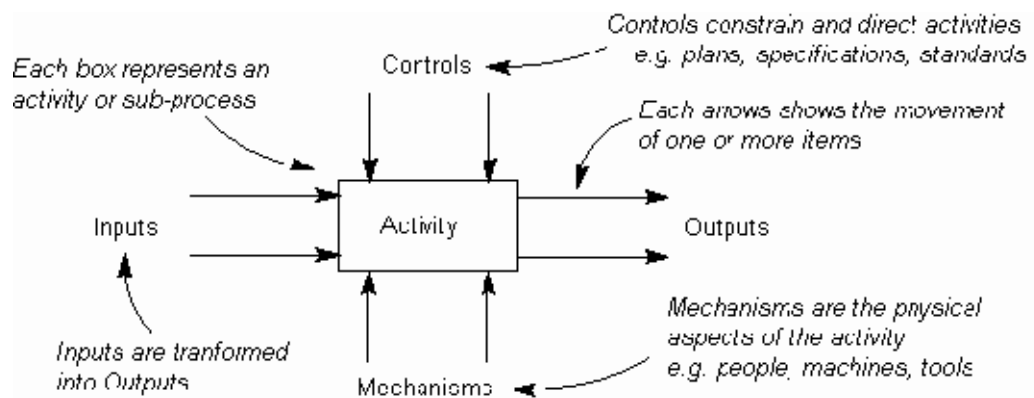 Controls constrain and direct activities
e.g. plans, specifications, standards
Controls
Each box represents an
activity or sub-process
Each arrows shows the movement
of one or more items
Inputs
Activity
Outputs
Inputs are tranformed
into Outputs
Mechanisms
Mechanisms are the physical
aspects of the activity
e.g. people, machines, tools